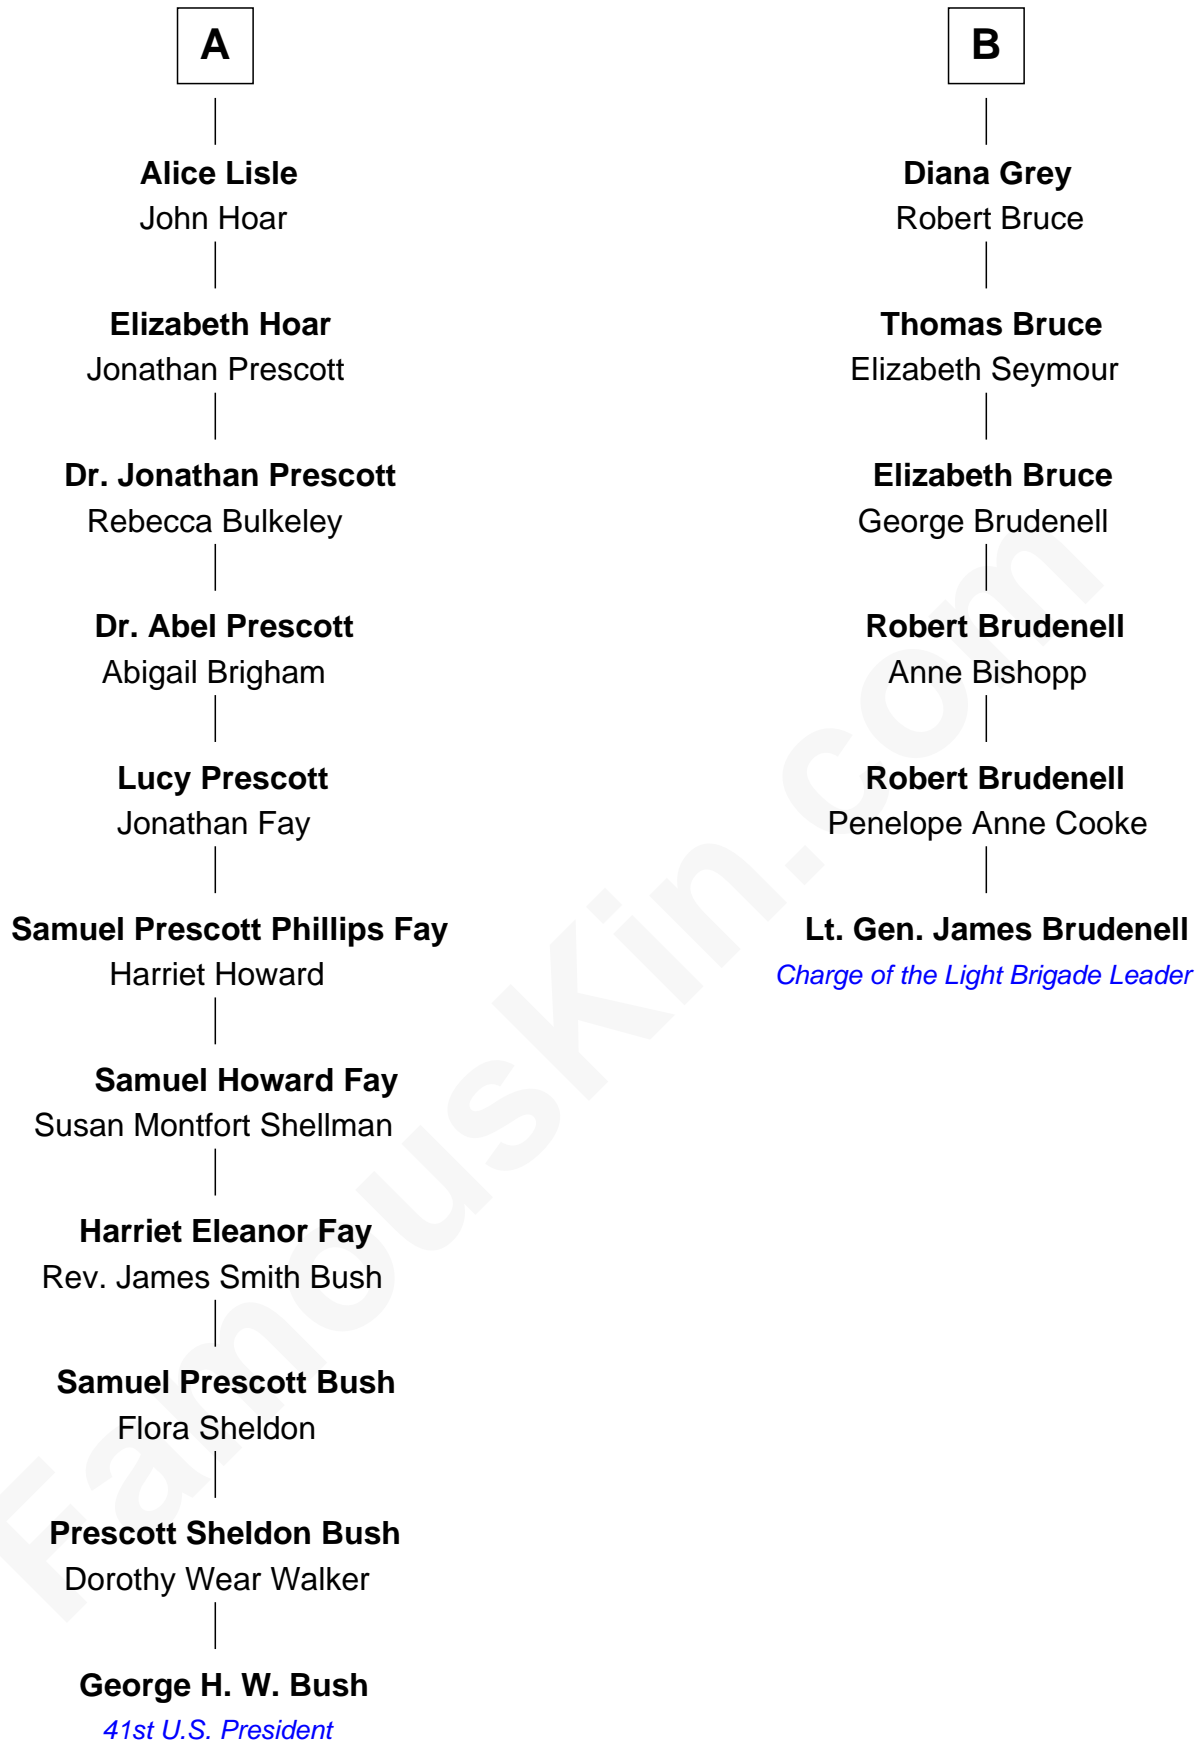 A
Alice Lisle
John Hoar
Elizabeth Hoar
Jonathan Prescott
Dr. Jonathan Prescott
Rebecca Bulkeley
Dr. Abel Prescott
Abigail Brigham
Lucy Prescott
Jonathan Fay
Samuel Prescott Phillips Fay
Harriet Howard
Samuel Howard Fay
Susan Montfort Shellman
Harriet Eleanor Fay
Rev. James Smith Bush
Samuel Prescott Bush
Flora Sheldon
Prescott Sheldon Bush
Dorothy Wear Walker
George H. W. Bush
41st U.S. President
B
Diana Grey
Robert Bruce
Thomas Bruce
Elizabeth Seymour
Elizabeth Bruce
George Brudenell
Robert Brudenell
Anne Bishopp
Robert Brudenell
Penelope Anne Cooke
Lt. Gen. James Brudenell
Charge of the Light Brigade Leader
FamousKin.com